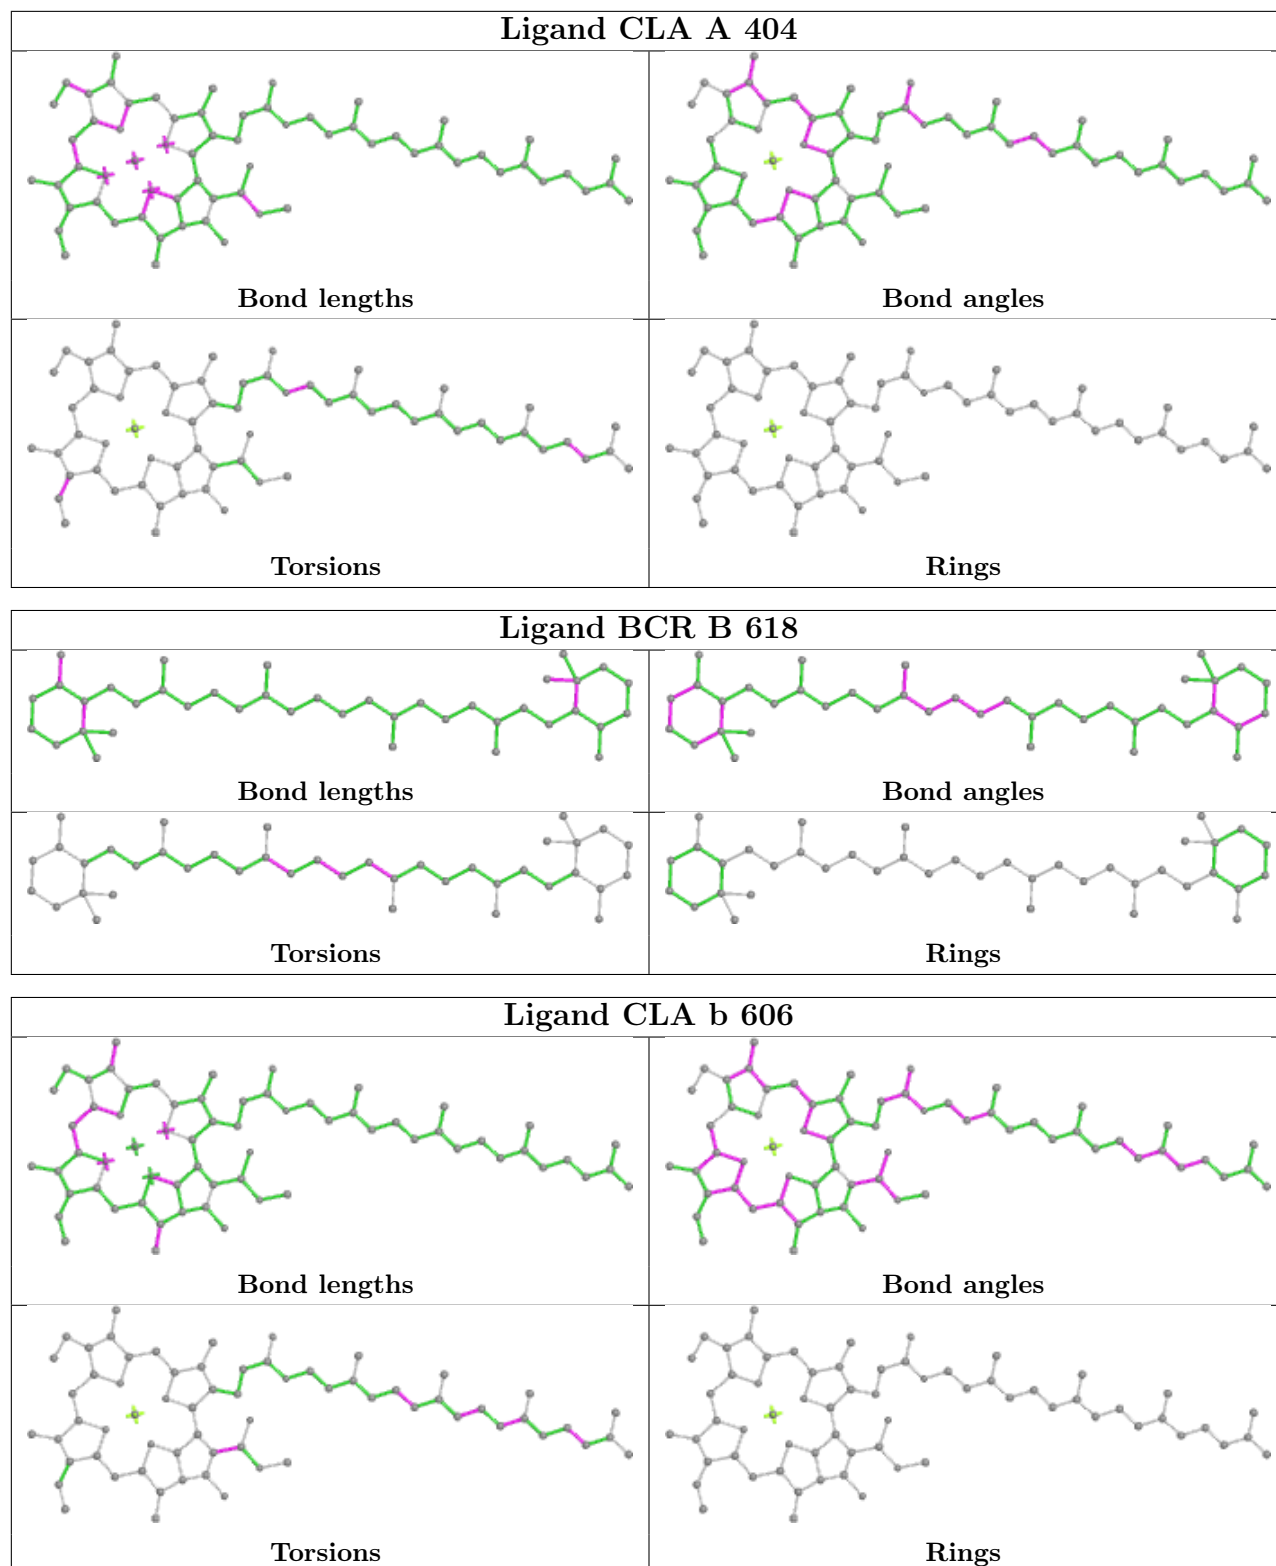 Ligand CLA A 404
Bond lengths
Bond angles
Torsions
Rings
Ligand BCR B 618
Bond lengths
Bond angles
Torsions
Rings
Ligand CLA b 606
Bond lengths
Bond angles
Torsions
Rings